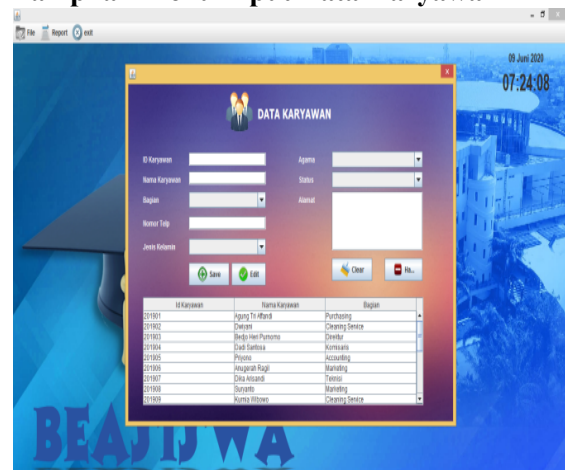 File Report exit
09 Juni 2020
07:24:08
DATA KARYAWAN
ID Karyawan Agama
Nama Karyawan Status
Bagian Alamat
Nomor Telp
Jenis Kelamin
Save Edit Clear Ha...
Id Karyawan Nama Karyawan Bagian
201901 Agung Tri Affandi Purchasing
201902 Dwiyani Cleaning Service
201903 Bedjo Heri Purnomo Direktur
201904 Dadi Santosa Komisaris
201905 Priyono Accounting
201906 Anugerah Ragil Marketing
201907 Dika Arisandi Teknisi
201908 Suryanto Marketing
201909 Kurnia Wibowo Cleaning Service